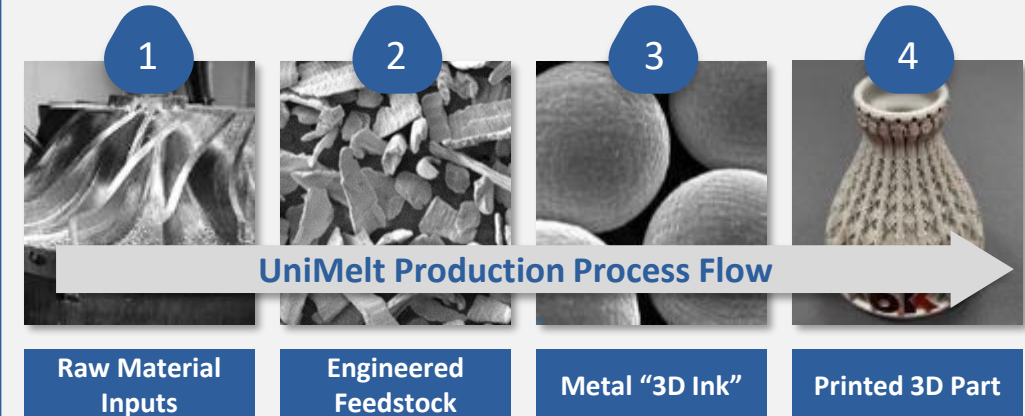 1
2
3
4
UniMelt Production Process Flow
Raw Material
Inputs
Engineered
Feedstock
Metal “3D Ink”
Printed 3D Part